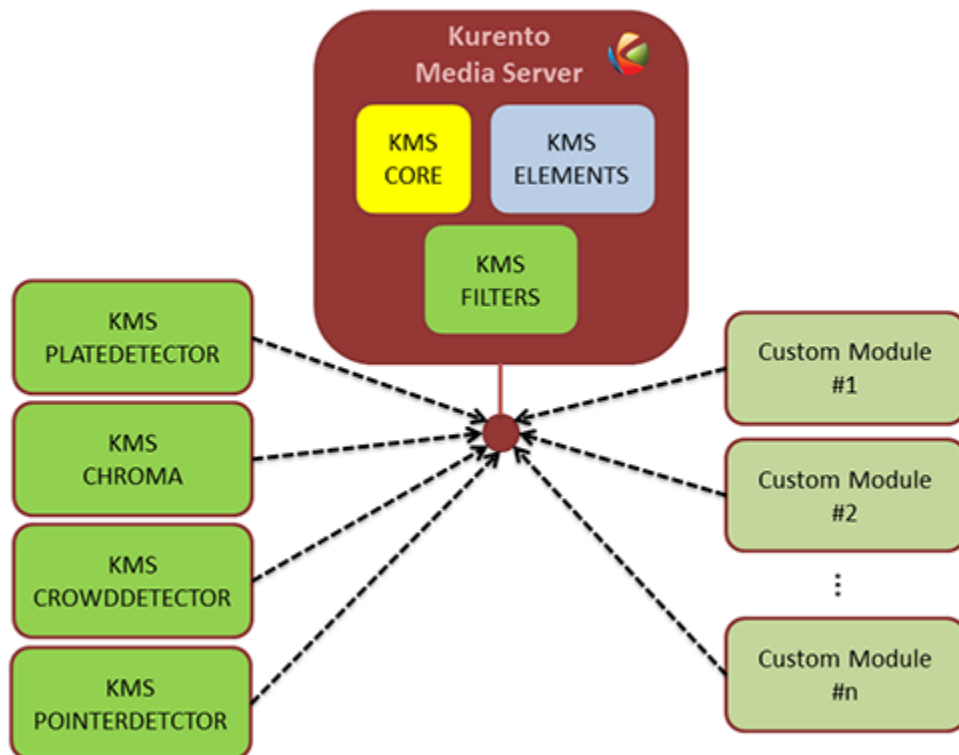 Kurento
Media Server
KMS
CORE
KMS
ELEMENTS
KMS
FILTERS
KMS
PLATEDETECTOR
KMS
CHROMA
KMS
CROWDDETECTOR
KMS
POINTERDETCTOR
Custom Module
#1
Custom Module
#2
⋮
Custom Module
#n